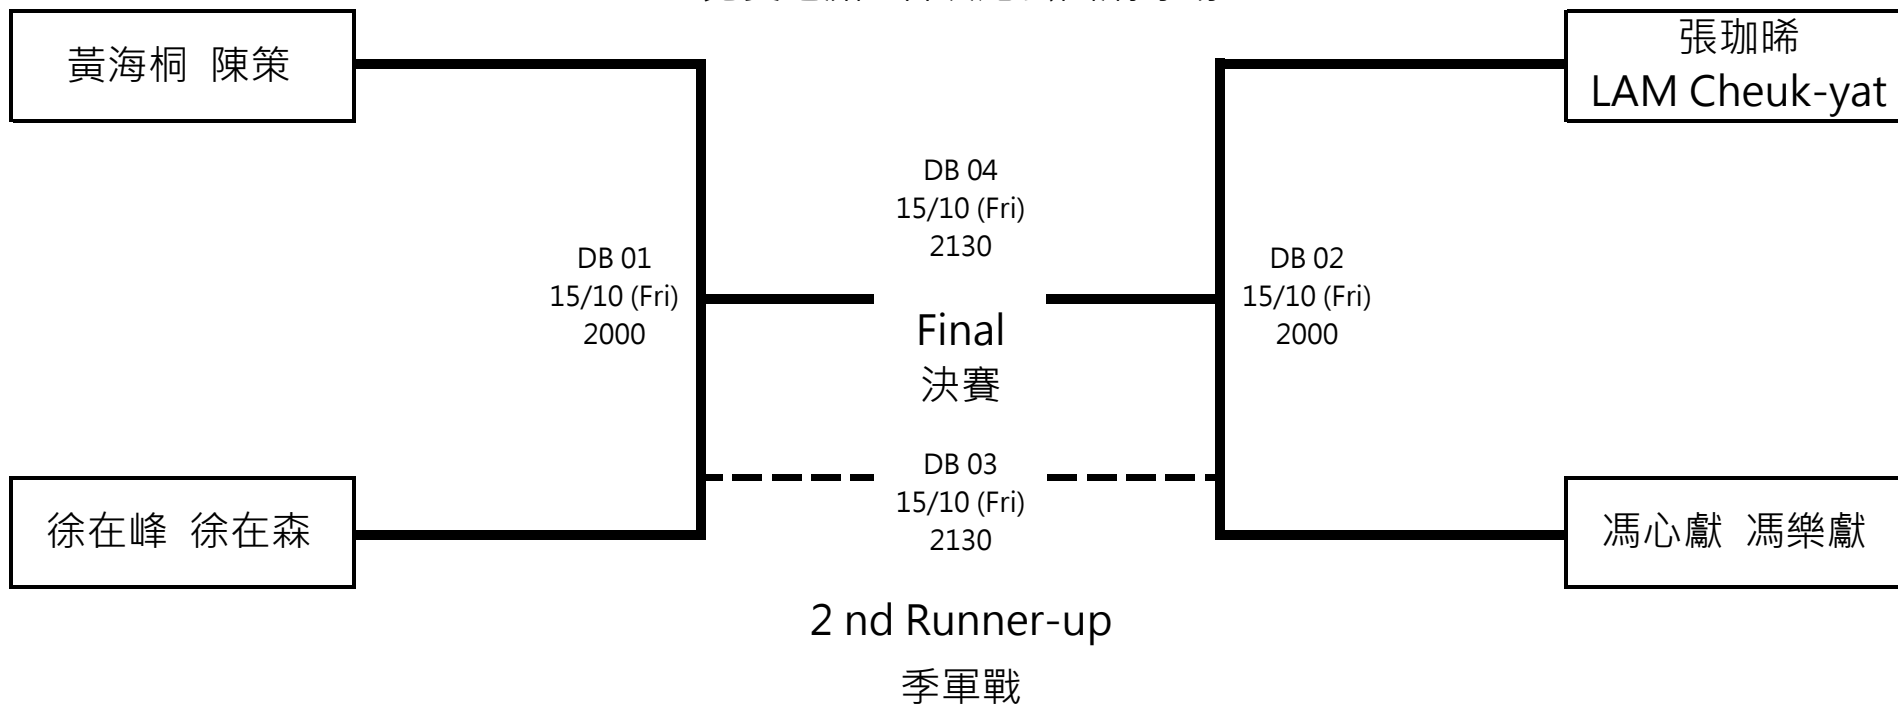 黃海桐 陳策
張珈晞
LAM Cheuk-yat
DB 04
15/10 (Fri)
2130
DB 01
15/10 (Fri)
2000
DB 02
15/10 (Fri)
2000
Final
決賽
DB 03
15/10 (Fri)
2130
徐在峰 徐在森
馮心獻 馮樂獻
2 nd Runner-up
季軍戰